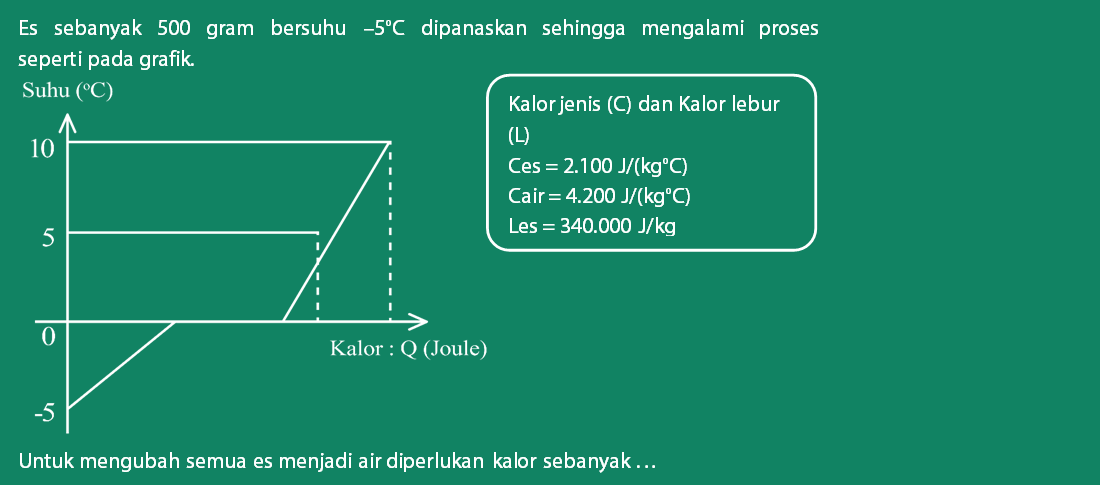 Es sebanyak 500 gram bersuhu –5°C dipanaskan sehingga mengalami proses
seperti pada grafik.
Suhu (°C)
10
5
0
-5
Kalor : Q (Joule)
Kalor jenis (C) dan Kalor lebur
(L)
Ces = 2.100 J/(kg°C)
Cair = 4.200 J/(kg°C)
Les = 340.000 J/kg
Untuk mengubah semua es menjadi air diperlukan kalor sebanyak ...